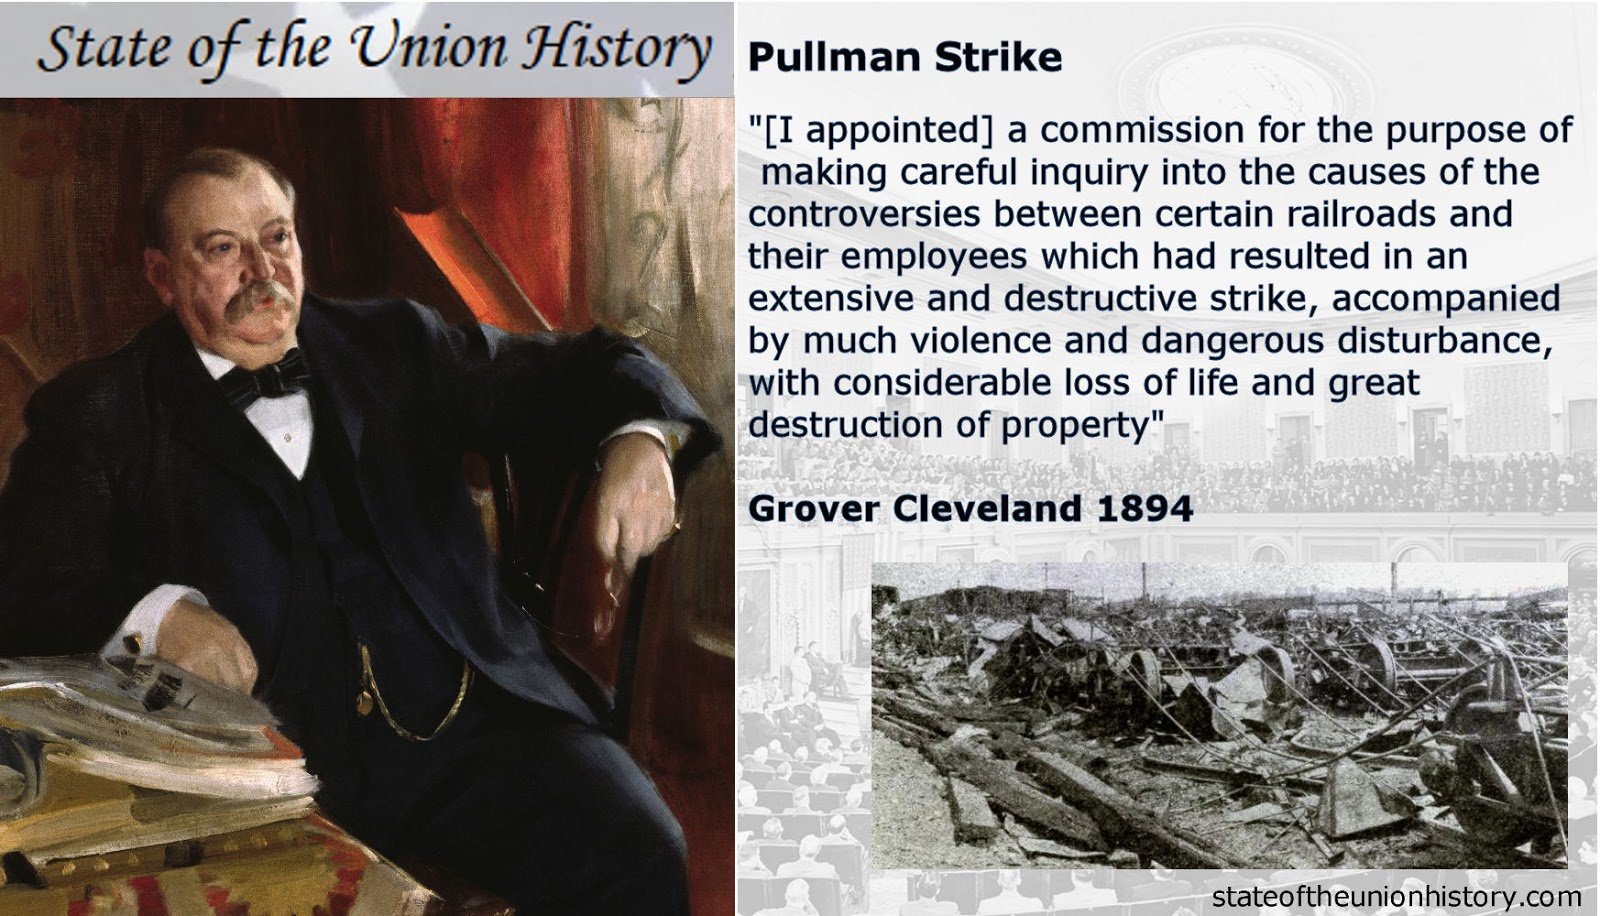 State of the Union History
Pullman Strike
"[I appointed] a commission for the purpose of
making careful inquiry into the causes of the
controversies between certain railroads and
their employees which had resulted in an
extensive and destructive strike, accompanied
by much violence and dangerous disturbance,
with considerable loss of life and great
destruction of property"
Grover Cleveland 1894
stateoftheunionhistory.com